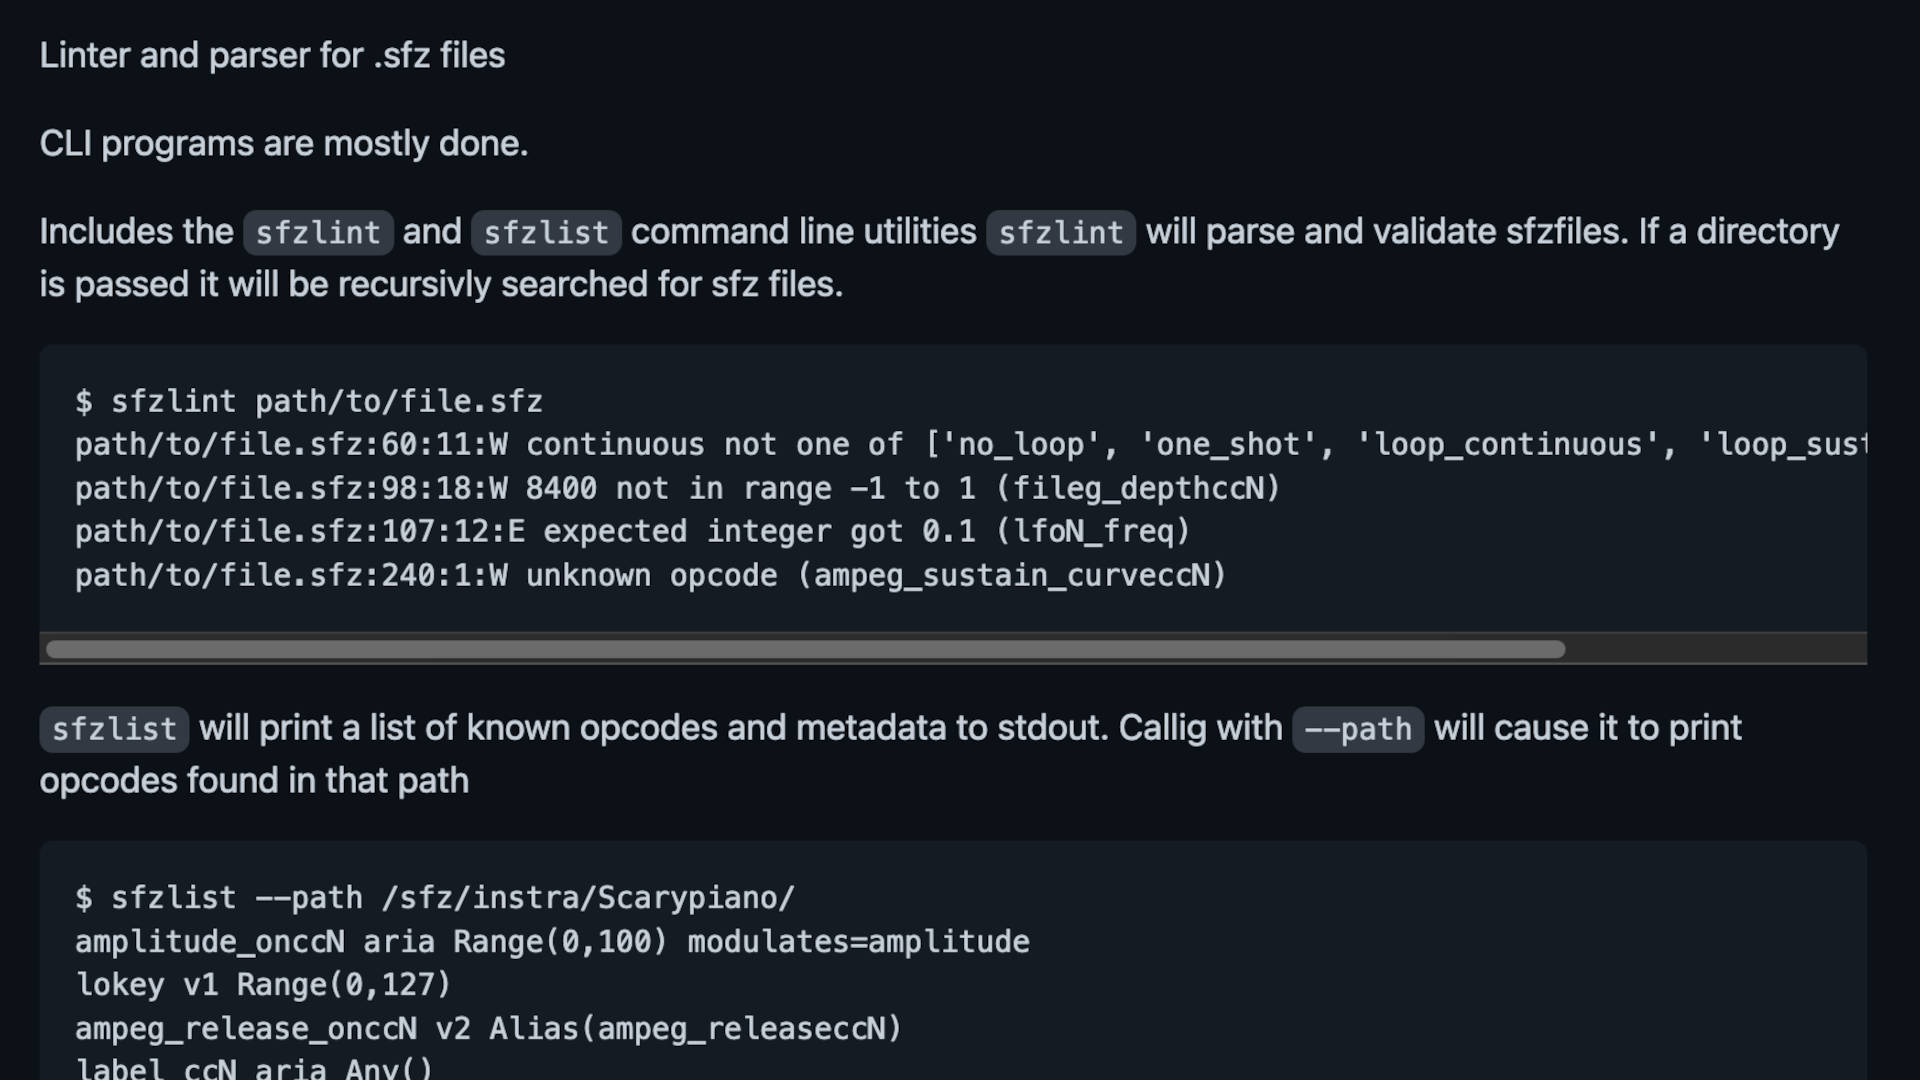 Linter and parser for .sfz files
CLI programs are mostly done.
Includes the sfzlint and sfzlist command line utilities sfzlint will parse and validate sfzfiles. If a directory
is passed it will be recursivly searched for sfz files.
$ sfzlint path/to/file.sfz
path/to/file.sfz:60:11:W continuous not one of ['no_loop', 'one_shot', 'loop_continuous', 'loop_sust
path/to/file.sfz:98:18:W 8400 not in range -1 to 1 (fileg_depthccN)
path/to/file.sfz:107:12:E expected integer got 0.1 (lfoN_freq)
path/to/file.sfz:240:1:W unknown opcode (ampeg_sustain_curveccN)
sfzlist will print a list of known opcodes and metadata to stdout. Callig with --path will cause it to print
opcodes found in that path
$ sfzlist --path /sfz/instra/Scarypiano/
amplitude_onccN aria Range(0,100) modulates=amplitude
lokey v1 Range(0,127)
ampeg_release_onccN v2 Alias(ampeg_releaseccN)
label_ccN aria Any()